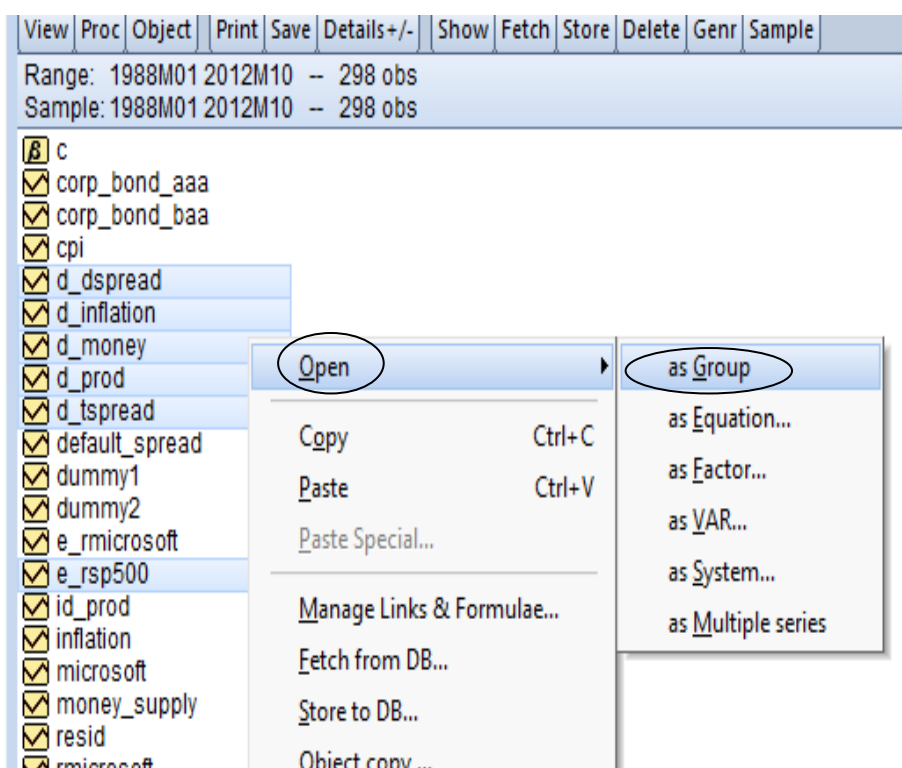 View Proc Object Print Save Details+/- Show Fetch Store Delete Genr Sample
Range: 1988M01 2012M10 -- 298 obs
Sample: 1988M01 2012M10 -- 298 obs
β c
corp_bond_aaa
corp_bond_baa
cpi
d_dspread
d_inflation
d_money
d_prod
d_tspread
default_spread
dummy1
dummy2
e_rmicrosoft
e_rsp500
id_prod
inflation
microsoft
money_supply
resid
rmicrosoft
Open
Copy Ctrl+C
Paste Ctrl+V
Paste Special...
Manage Links & Formulae...
Fetch from DB...
Store to DB...
Object copy ...
as Group
as Equation...
as Factor...
as VAR...
as System...
as Multiple series